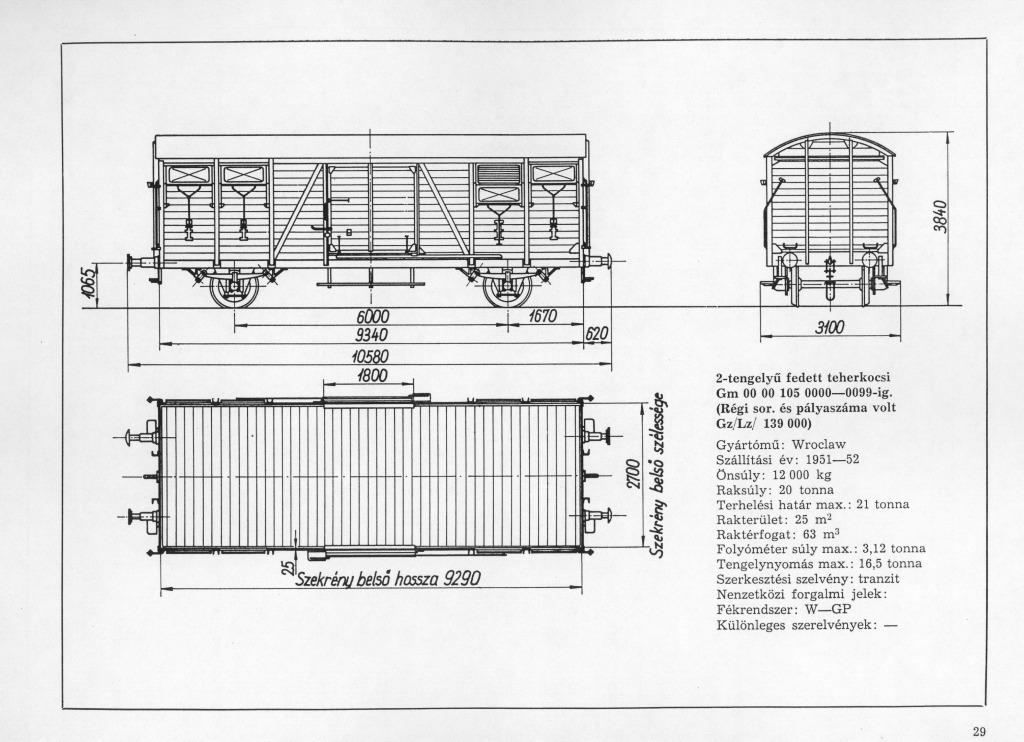 3840
1065
6000
1670
9340
620
3100
10580
1800
2-tengelyű fedett teherkocsi
Gm 00 00 105 0000—0099-ig.
(Régi sor. és pályaszáma volt
Gz/Lz/ 139 000)
Gyártómű: Wroclaw
Szállítási év: 1951—52
Önsúly: 12 000 kg
Raksúly: 20 tonna
Terhelési határ max.: 21 tonna
Rakterület: 25 m²
Raktérfogat: 63 m³
Folyóméter súly max.: 3,12 tonna
Tengelynyomás max.: 16,5 tonna
Szerkesztési szelvény: tranzit
Nenzetközi forgalmi jelek:
Fékrendszer: W—GP
Különleges szerelvények: —
2700
Szekrény belső szélessége
25
Szekrény belső hossza 9290
29